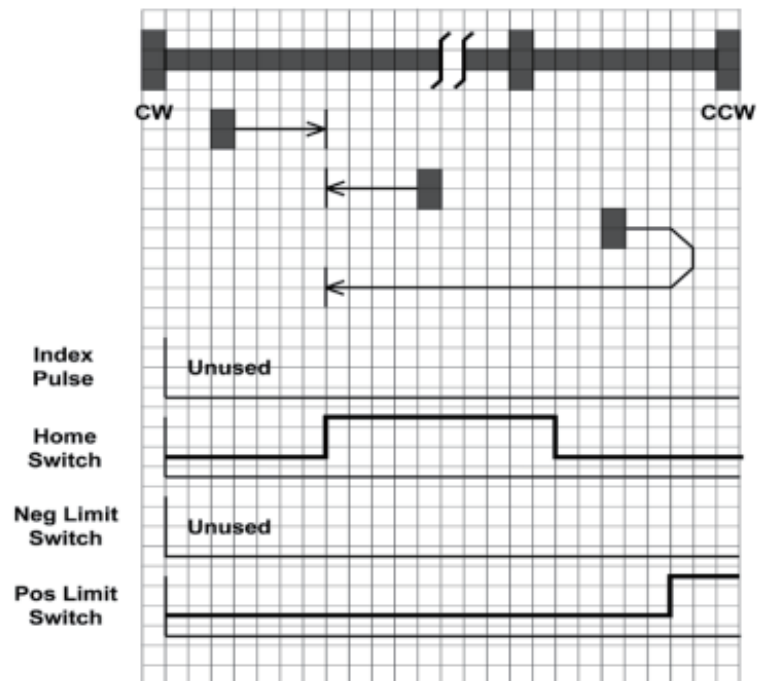 CW
CCW
Index
Pulse
Unused
Home
Switch
Neg Limit
Switch
Unused
Pos Limit
Switch